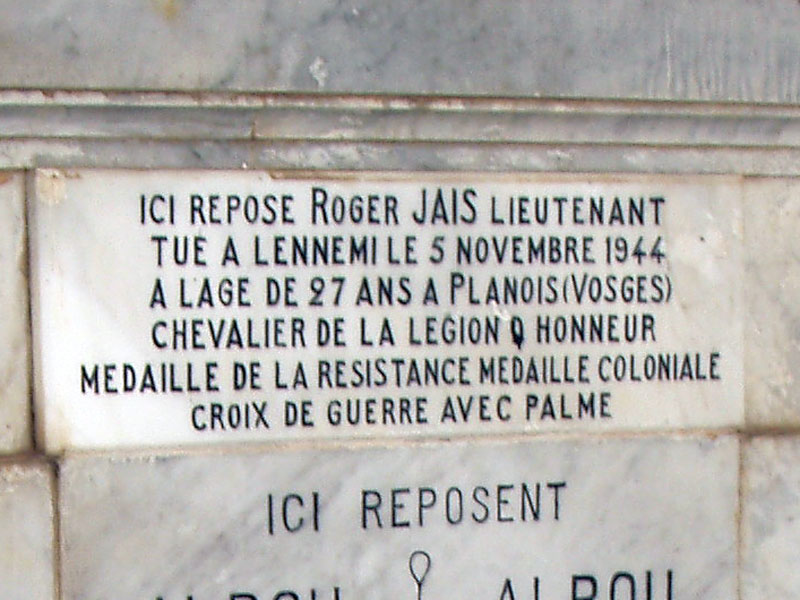 ICI REPOSE ROGER JAIS LIEUTENANT
TUE A LENNEMI LE 5 NOVEMBRE 1944
A LAGE DE 27 ANS A PLANOIS (VOSGES)
CHEVALIER DE LA LEGION D HONNEUR
MEDAILLE DE LA RESISTANCE MEDAILLE COLONIALE
CROIX DE GUERRE AVEC PALME
ICI REPOSENT